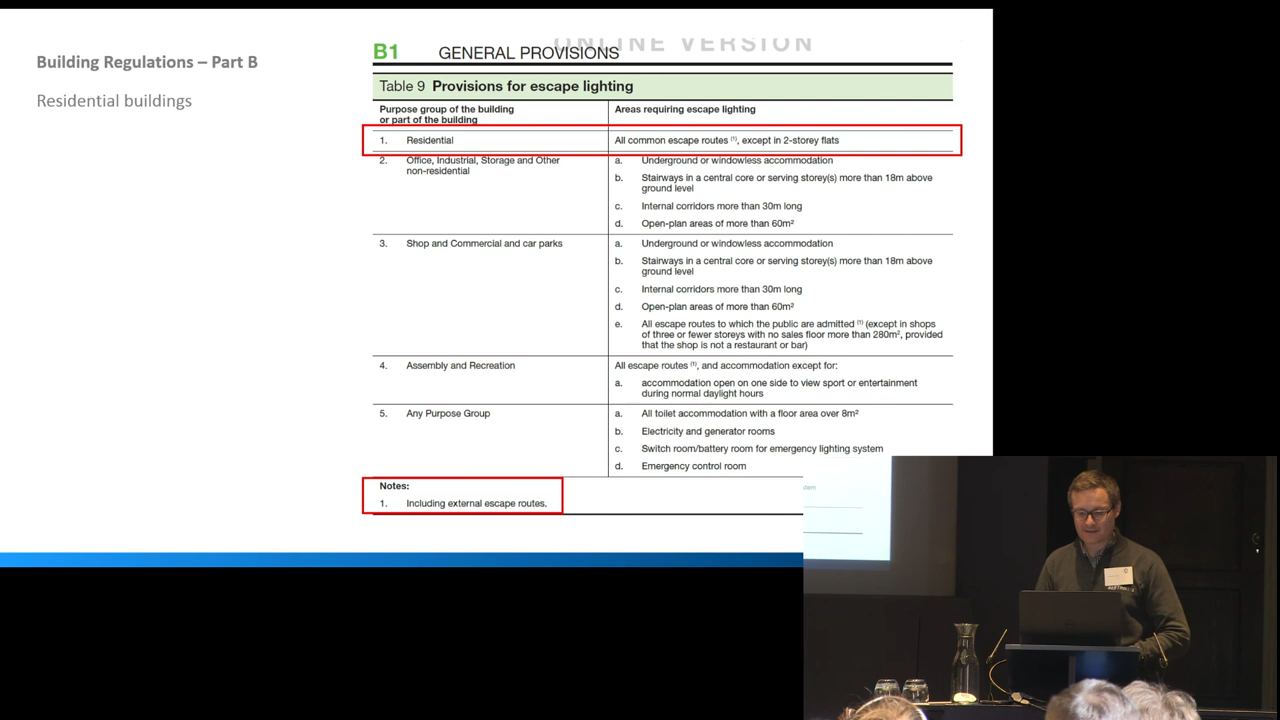 ONLINE VERSION
Building Regulations – Part B
Residential buildings
B1 GENERAL PROVISIONS
Table 9 Provisions for escape lighting
Purpose group of the building
or part of the building
Areas requiring escape lighting
1. Residential
All common escape routes (1), except in 2-storey flats
2. Office, Industrial, Storage and Other
non-residential
a. Underground or windowless accommodation
b. Stairways in a central core or serving storey(s) more than 18m above
ground level
c. Internal corridors more than 30m long
d. Open-plan areas of more than 60m²
3. Shop and Commercial and car parks
a. Underground or windowless accommodation
b. Stairways in a central core or serving storey(s) more than 18m above
ground level
c. Internal corridors more than 30m long
d. Open-plan areas of more than 60m²
e. All escape routes to which the public are admitted (1) (except in shops
of three or fewer storeys with no sales floor more than 280m², provided
that the shop is not a restaurant or bar)
4. Assembly and Recreation
All escape routes (1), and accommodation except for:
a. accommodation open on one side to view sport or entertainment
during normal daylight hours
5. Any Purpose Group
a. All toilet accommodation with a floor area over 8m²
b. Electricity and generator rooms
c. Switch room/battery room for emergency lighting system
d. Emergency control room
Notes:
1. Including external escape routes.